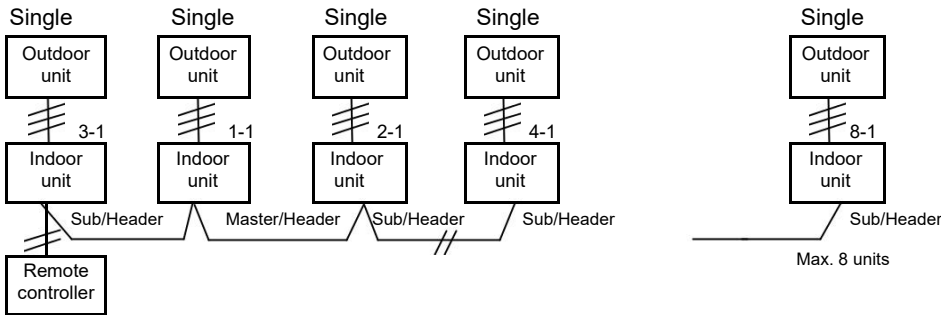 Single
Single
Single
Single
Single
Outdoor
unit
Outdoor
unit
Outdoor
unit
Outdoor
unit
Outdoor
unit
3-1
1-1
2-1
4-1
8-1
Indoor
unit
Indoor
unit
Indoor
unit
Indoor
unit
Indoor
unit
Sub/Header
Master/Header
Sub/Header
Sub/Header
Sub/Header
Max. 8 units
Remote
controller